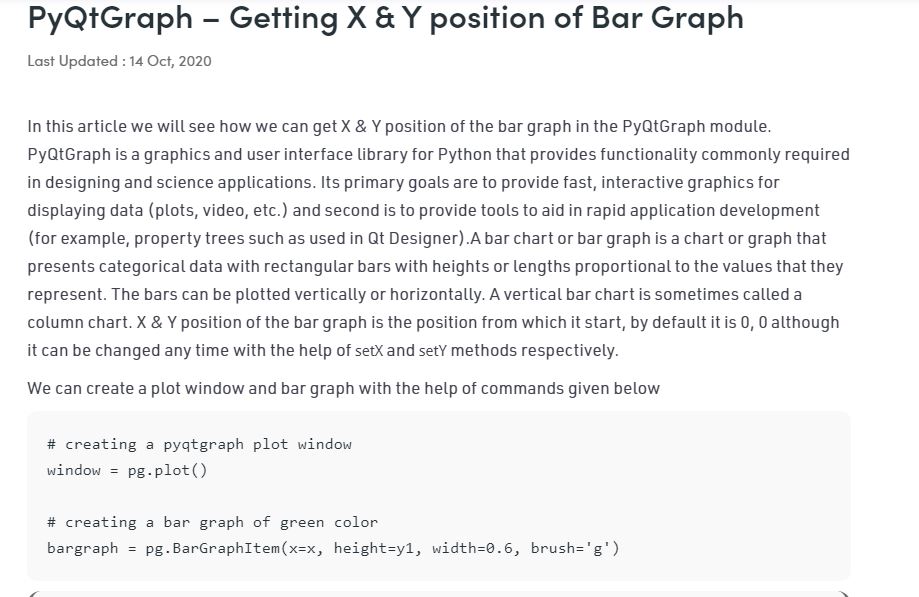 PyQtGraph – Getting X & Y position of Bar Graph
Last Updated : 14 Oct, 2020
In this article we will see how we can get X & Y position of the bar graph in the PyQtGraph module.
PyQtGraph is a graphics and user interface library for Python that provides functionality commonly required
in designing and science applications. Its primary goals are to provide fast, interactive graphics for
displaying data (plots, video, etc.) and second is to provide tools to aid in rapid application development
(for example, property trees such as used in Qt Designer).A bar chart or bar graph is a chart or graph that
presents categorical data with rectangular bars with heights or lengths proportional to the values that they
represent. The bars can be plotted vertically or horizontally. A vertical bar chart is sometimes called a
column chart. X & Y position of the bar graph is the position from which it start, by default it is 0, 0 although
it can be changed any time with the help of setX and setY methods respectively.
We can create a plot window and bar graph with the help of commands given below
# creating a pyqtgraph plot window
window = pg.plot()
# creating a bar graph of green color
bargraph = pg.BarGraphItem(x=x, height=y1, width=0.6, brush='g')